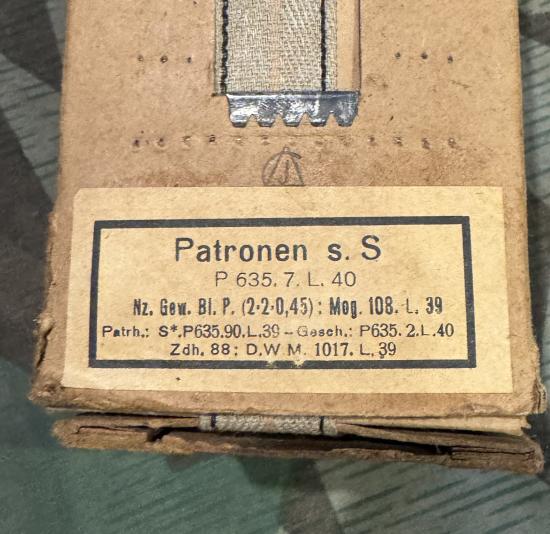 Patronen s. S
P 635. 7. L. 40
Nz. Gew. Bl. P. (2·2·0,45) : Mog. 108. L. 39
Patrh.: S*. P635. 90. L. 39 – Gesch.: P635. 2. L. 40
Zdh. 88 : D. W. M. 1017. L. 39